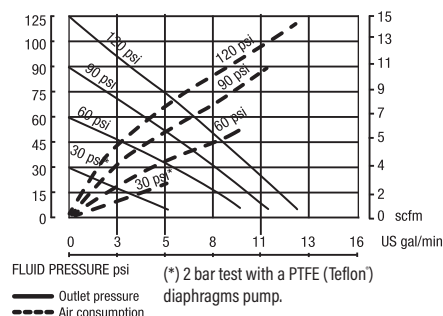 125
105
90
75
60
45
30
15
0
15
13
11
9
7
5
4
2
0 scfm
120 psi
90 psi
60 psi
30 psi
120 psi
90 psi
60 psi
30 psi*
0 3 5 8 11 13 16
US gal/min
FLUID PRESSURE psi
Outlet pressure
Air consumption
(*) 2 bar test with a PTFE (Teflon®)
diaphragms pump.